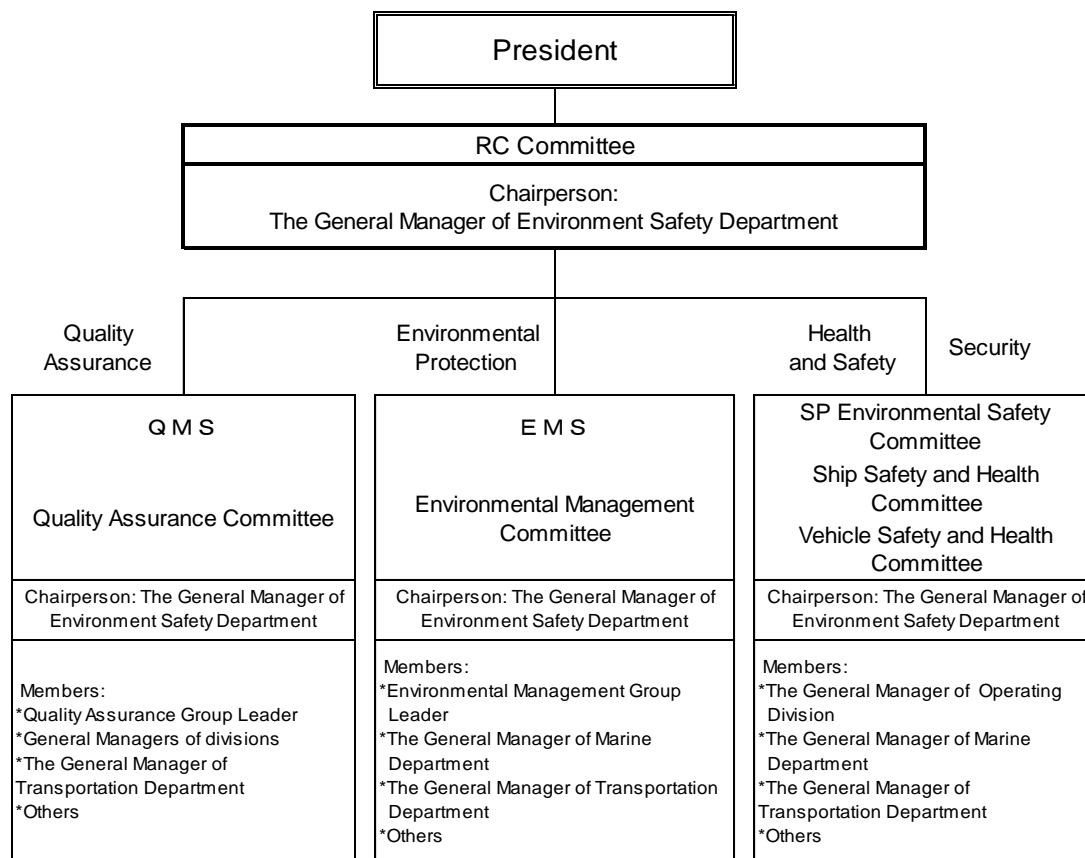 President
RC Committee
Chairperson:
The General Manager of Environment Safety Department
Quality
Assurance
Environmental
Protection
Health
and Safety
Security
Q M S
Quality Assurance Committee
Chairperson: The General Manager of
Environment Safety Department
Members:
*Quality Assurance Group Leader
*General Managers of divisions
*The General Manager of
Transportation Department
*Others
E M S
Environmental Management
Committee
Chairperson: The General Manager of
Environment Safety Department
Members:
*Environmental Management Group
Leader
*The General Manager of Marine
Department
*The General Manager of Transportation
Department
*Others
SP Environmental Safety
Committee
Ship Safety and Health
Committee
Vehicle Safety and Health
Committee
Chairperson: The General Manager of
Environment Safety Department
Members:
*The General Manager of Operating
Division
*The General Manager of Marine
Department
*The General Manager of
Transportation Department
*Others